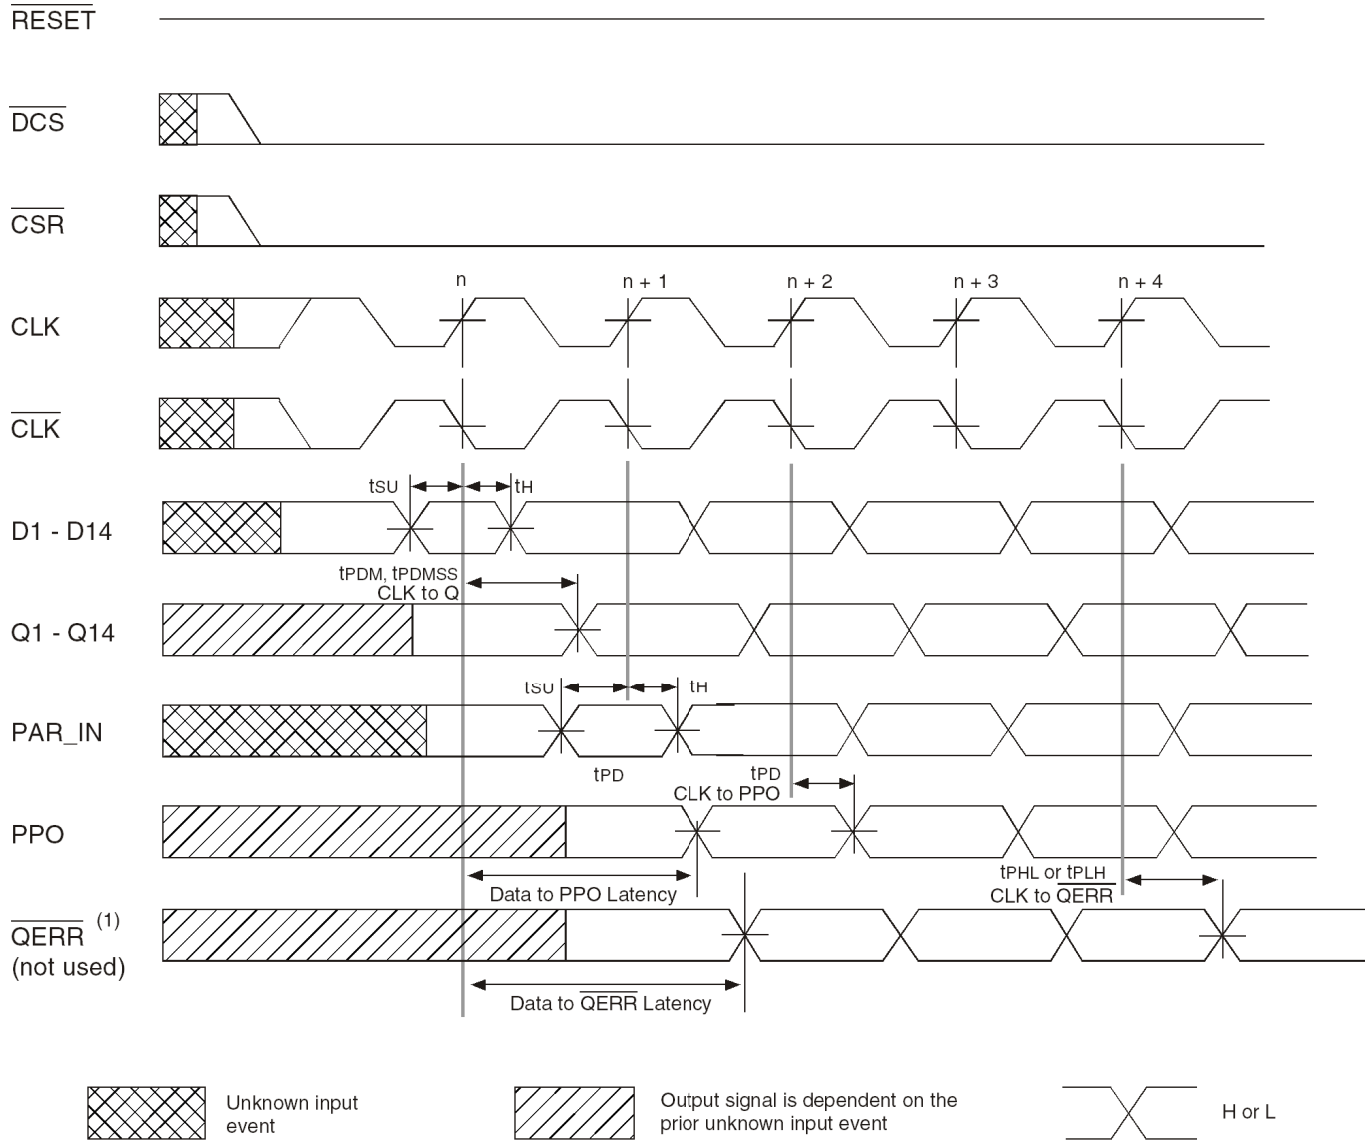 RESET
DCS
CSR
n n + 1 n + 2 n + 3 n + 4
CLK
CLK
tSU tH
D1 - D14
tPDM, tPDMSS
CLK to Q
Q1 - Q14
tSU tH
PAR_IN
tPD tPD
CLK to PPO
PPO
tPHL or tPLH
CLK to QERR
Data to PPO Latency
QERR (1)
(not used)
Data to QERR Latency
Unknown input
event
Output signal is dependent on the
prior unknown input event
H or L